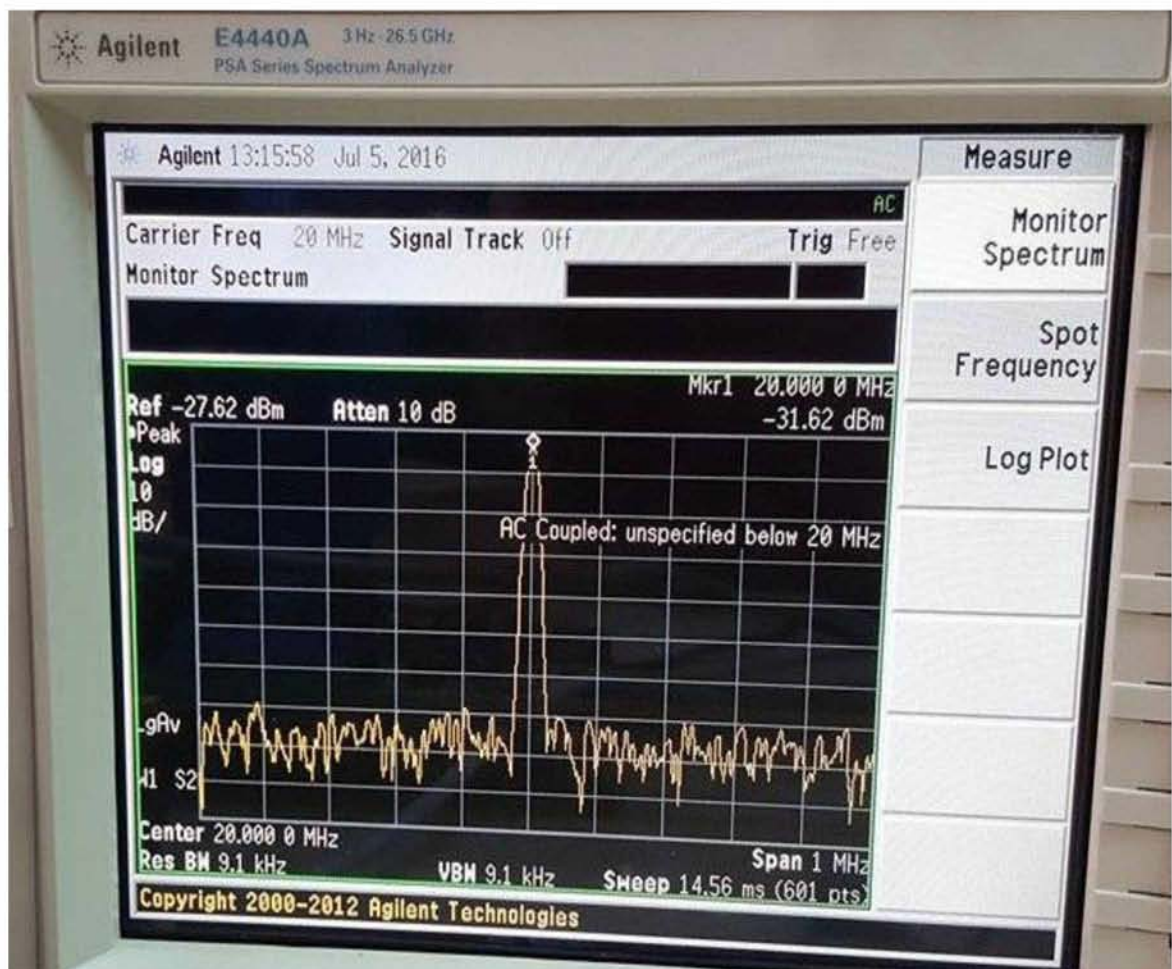 Agilent E4440A 3 Hz - 26.5 GHz
PSA Series Spectrum Analyzer
Agilent 13:15:58 Jul 5, 2016
Measure
AC
Carrier Freq 20 MHz Signal Track Off Trig Free
Monitor Spectrum
Monitor
Spectrum
Spot
Frequency
Log Plot
Mkr1 20.000 0 MHz
Ref -27.62 dBm Atten 10 dB -31.62 dBm
Peak
Log
10
dB/
1
AC Coupled: unspecified below 20 MHz
LgAv
W1 S2
Center 20.000 0 MHz Span 1 MHz
Res BW 9.1 kHz VBW 9.1 kHz Sweep 14.56 ms (601 pts)
Copyright 2000-2012 Agilent Technologies